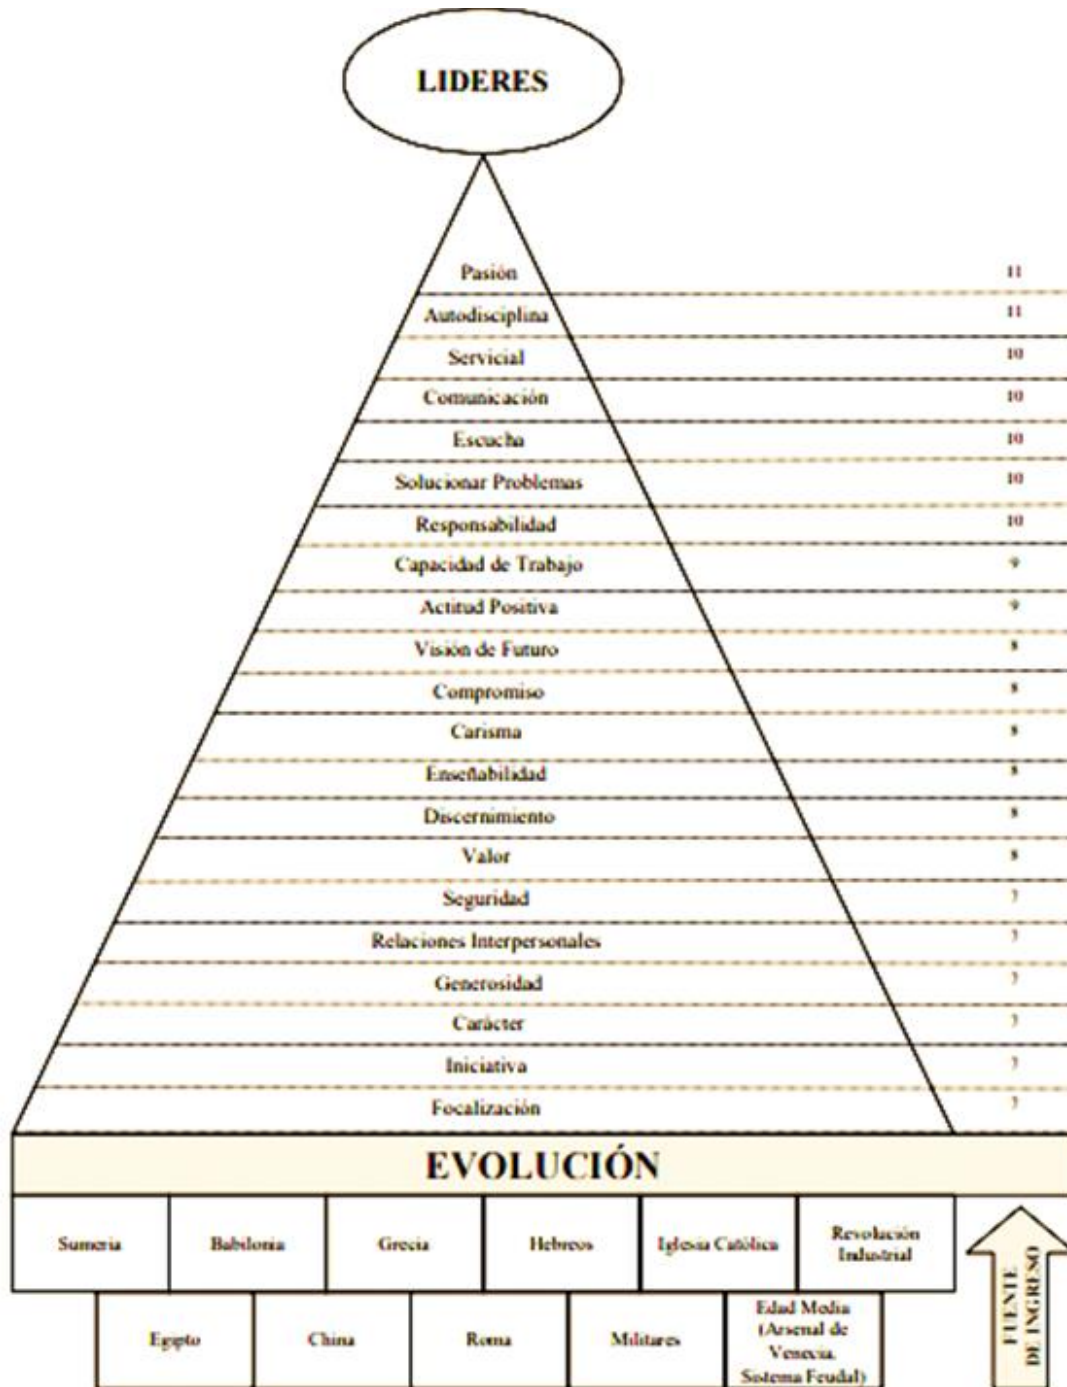 LIDERES
Pasión 11
Autodisciplina 11
Servicial 10
Comunicación 10
Escucha 10
Solucionar Problemas 10
Responsabilidad 10
Capacidad de Trabajo 9
Actitud Positiva 9
Visión de Futuro 8
Compromiso 8
Carisma 8
Enseñabilidad 8
Discernimiento 8
Valor 8
Seguridad 7
Relaciones Interpersonales 7
Generosidad 7
Carácter 7
Iniciativa 7
Focalización 7
EVOLUCIÓN
Sumeria
Babilonia
Grecia
Hebreos
Iglesia Católica
Revolución
Industrial
Egipto
China
Roma
Militares
Edad Media
(Arsenal de
Venecia.
Sistema Feudal)
FUENTE
DE INGRESO